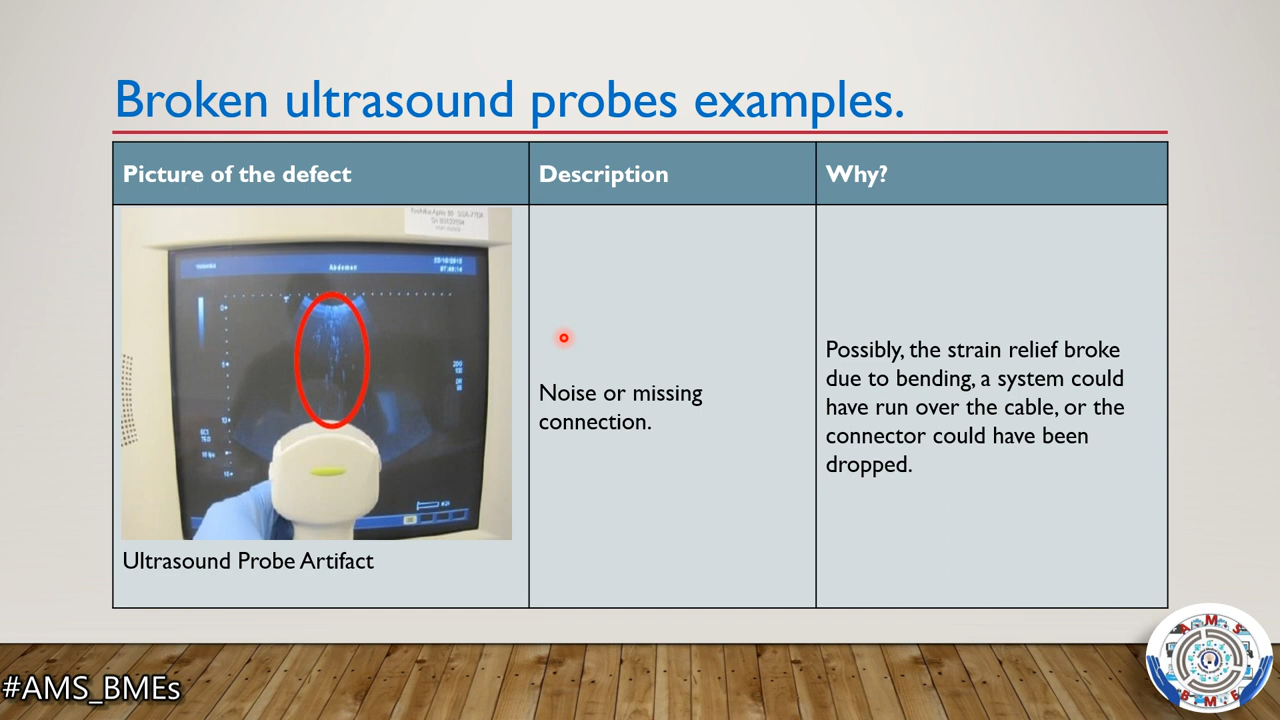 Broken ultrasound probes examples.
Picture of the defect
Description
Why?
Abdomen
Ultrasound Probe Artifact
Noise or missing
connection.
Possibly, the strain relief broke
due to bending, a system could
have run over the cable, or the
connector could have been
dropped.
#AMS_BMEs
A M S
B M E